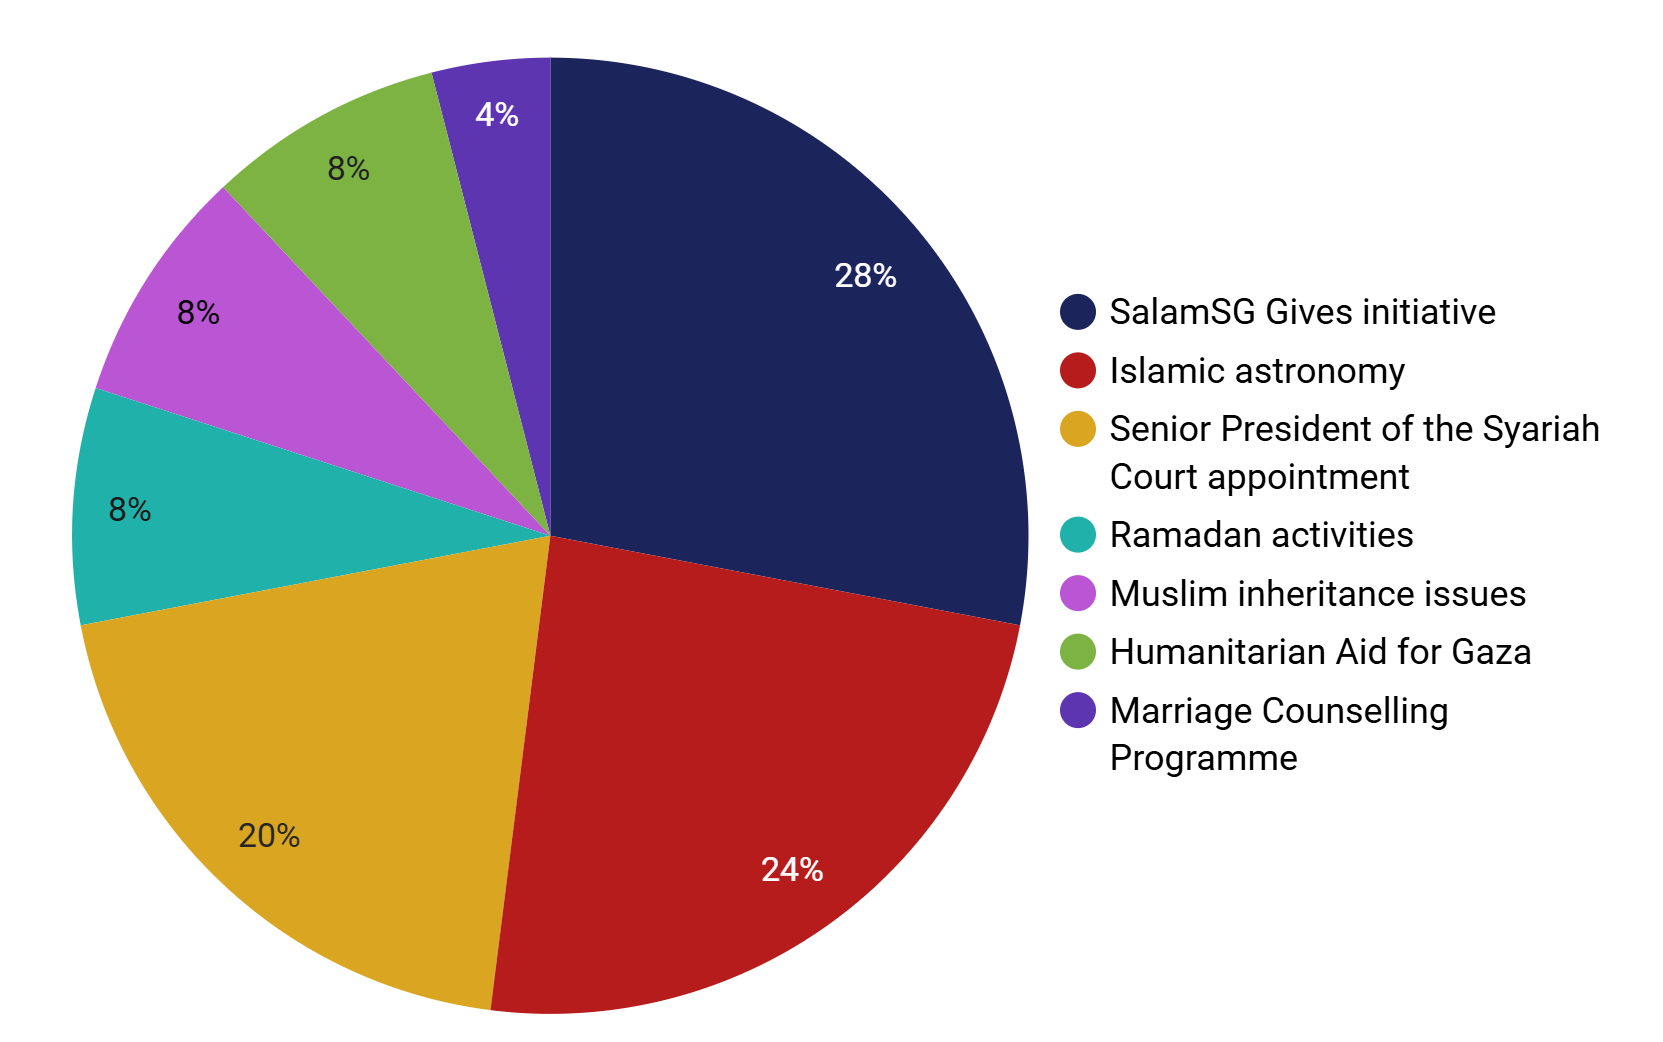 4%
8%
28%
8%
8%
20%
24%
SalamSG Gives initiative
Islamic astronomy
Senior President of the Syariah
Court appointment
Ramadan activities
Muslim inheritance issues
Humanitarian Aid for Gaza
Marriage Counselling
Programme